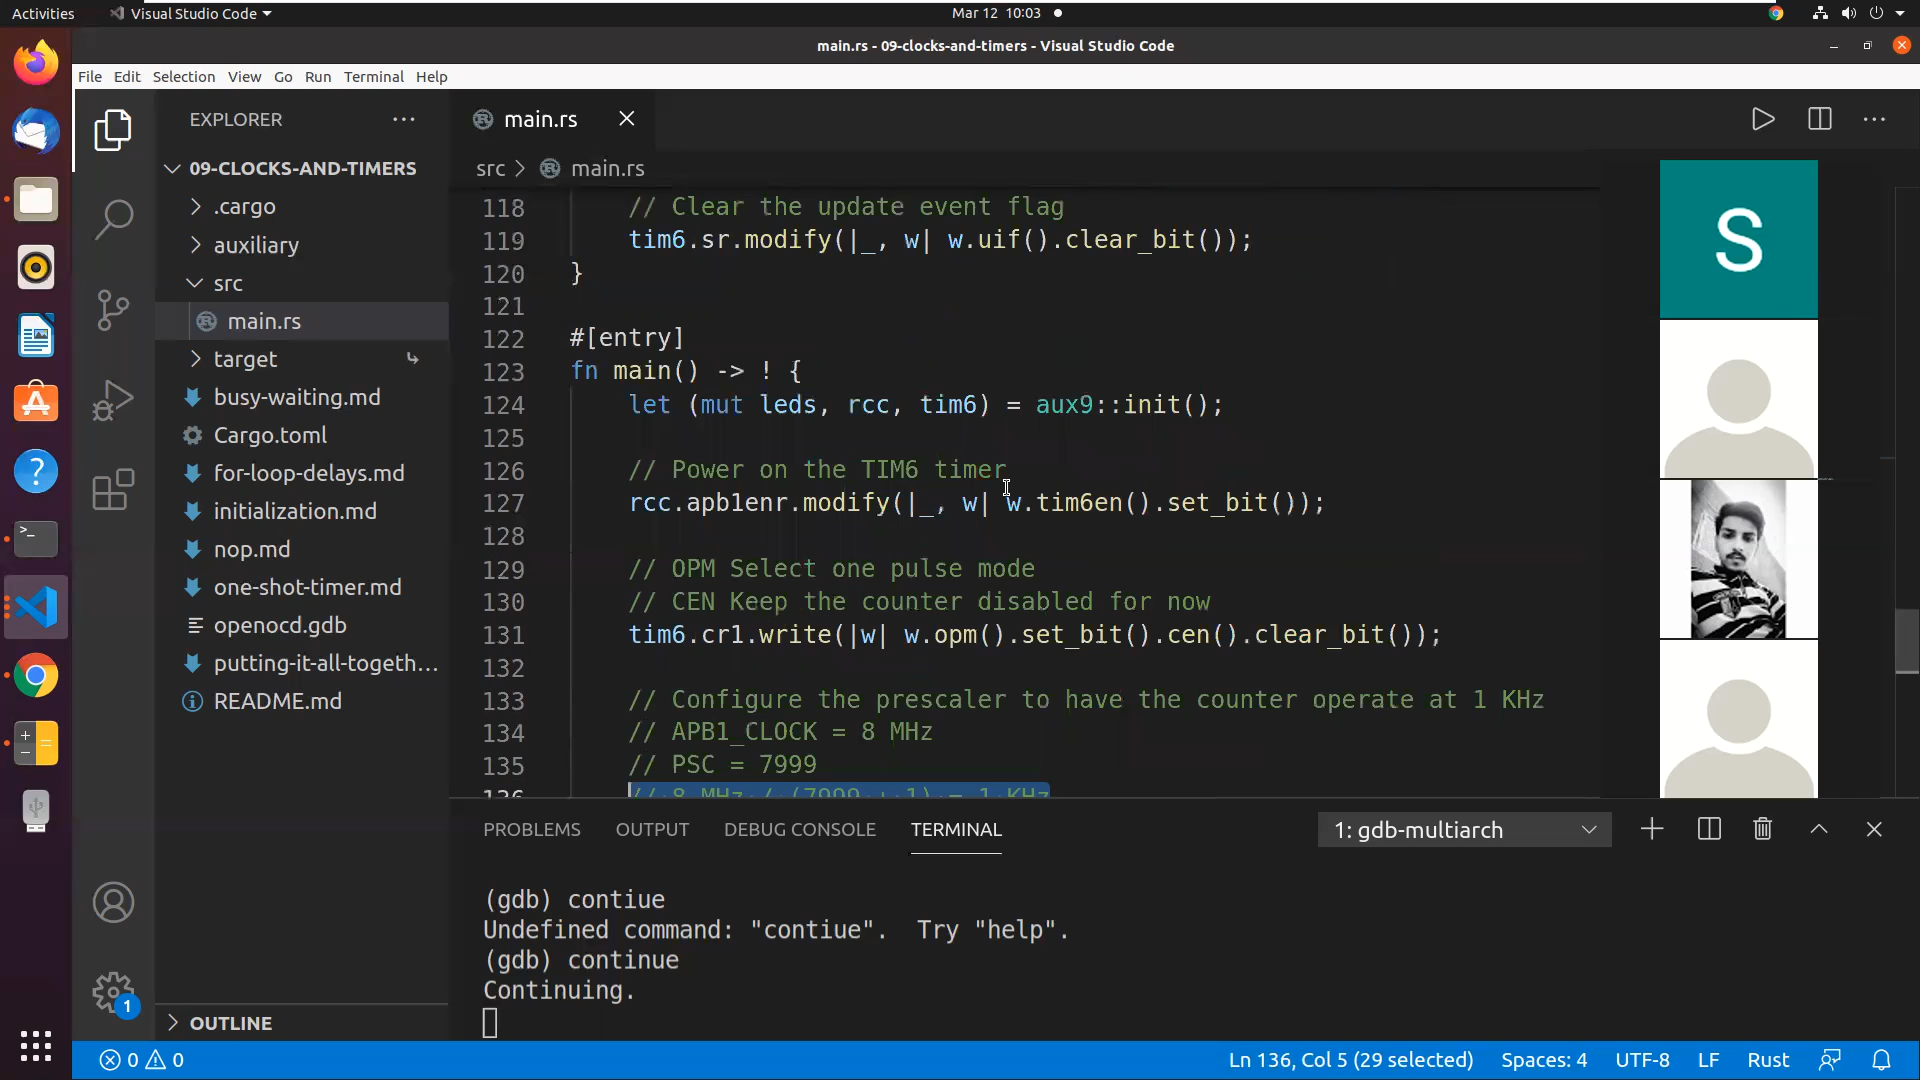 Activities
Visual Studio Code
Mar 12 10:03
main.rs - 09-clocks-and-timers - Visual Studio Code
File Edit Selection View Go Run Terminal Help
EXPLORER
09-CLOCKS-AND-TIMERS
.cargo
auxiliary
src
main.rs
target
busy-waiting.md
Cargo.toml
for-loop-delays.md
initialization.md
nop.md
one-shot-timer.md
openocd.gdb
putting-it-all-togeth...
README.md
OUTLINE
1
main.rs
src > main.rs
118 // Clear the update event flag
119 tim6.sr.modify(|_, w| w.uif().clear_bit());
120 }
121
122 #[entry]
123 fn main() -> ! {
124 let (mut leds, rcc, tim6) = aux9::init();
125
126 // Power on the TIM6 timer
127 rcc.apb1enr.modify(|_, w| w.tim6en().set_bit());
128
129 // OPM Select one pulse mode
130 // CEN Keep the counter disabled for now
131 tim6.cr1.write(|w| w.opm().set_bit().cen().clear_bit());
132
133 // Configure the prescaler to have the counter operate at 1 KHz
134 // APB1_CLOCK = 8 MHz
135 // PSC = 7999
136 // 8 MHz / (7999 + 1) = 1 KHz
S
PROBLEMS OUTPUT DEBUG CONSOLE TERMINAL
1: gdb-multiarch
(gdb) contiue
Undefined command: "contiue". Try "help".
(gdb) continue
Continuing.
0 0
Ln 136, Col 5 (29 selected) Spaces: 4 UTF-8 LF Rust